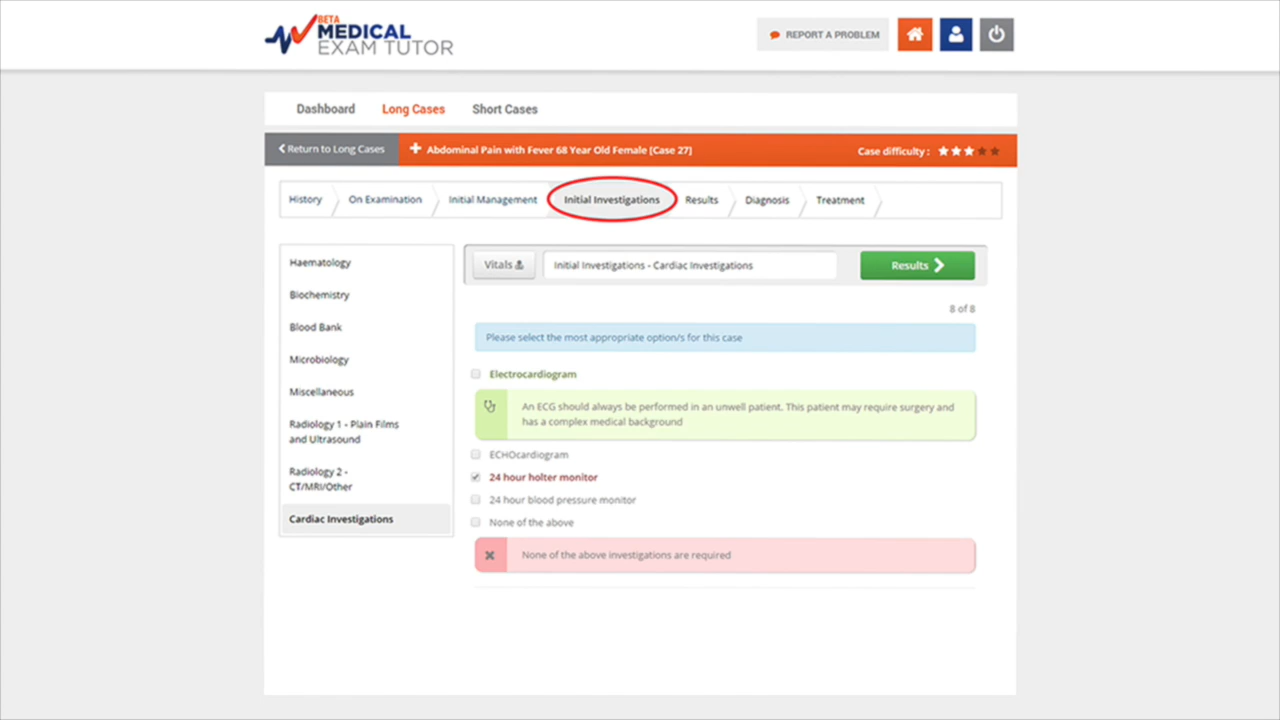 BETA
MEDICAL
EXAM TUTOR
REPORT A PROBLEM
Dashboard
Long Cases
Short Cases
Return to Long Cases
Abdominal Pain with Fever 68 Year Old Female [Case 27]
Case difficulty :
History
On Examination
Initial Management
Initial Investigations
Results
Diagnosis
Treatment
Haematology
Biochemistry
Blood Bank
Microbiology
Miscellaneous
Radiology 1 - Plain Films
and Ultrasound
Radiology 2 -
CT/MRI/Other
Cardiac Investigations
Vitals
Initial Investigations - Cardiac Investigations
Results
8 of 8
Please select the most appropriate option/s for this case
Electrocardiogram
An ECG should always be performed in an unwell patient. This patient may require surgery and
has a complex medical background
ECHOcardiogram
24 hour holter monitor
24 hour blood pressure monitor
None of the above
None of the above investigations are required